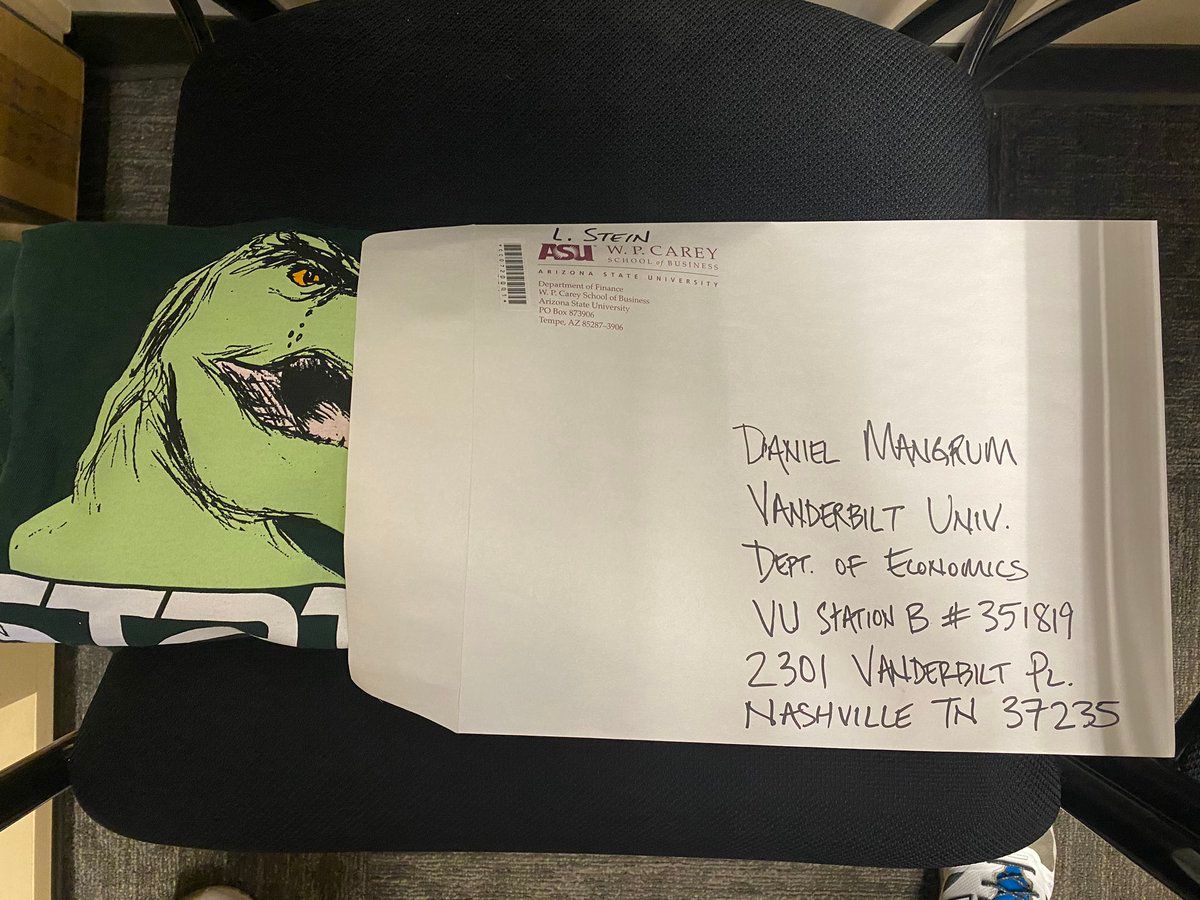 L. STEIN
ASU W. P. CAREY
SCHOOL of BUSINESS
ARIZONA STATE UNIVERSITY
Department of Finance
W. P. Carey School of Business
Arizona State University
PO Box 873906
Tempe, AZ 85287–3906
DANIEL MANGRUM
VANDERBILT UNIV.
DEPT. OF ECONOMICS
VU STATION B # 351819
2301 VANDERBILT PL.
NASHVILLE TN 37235